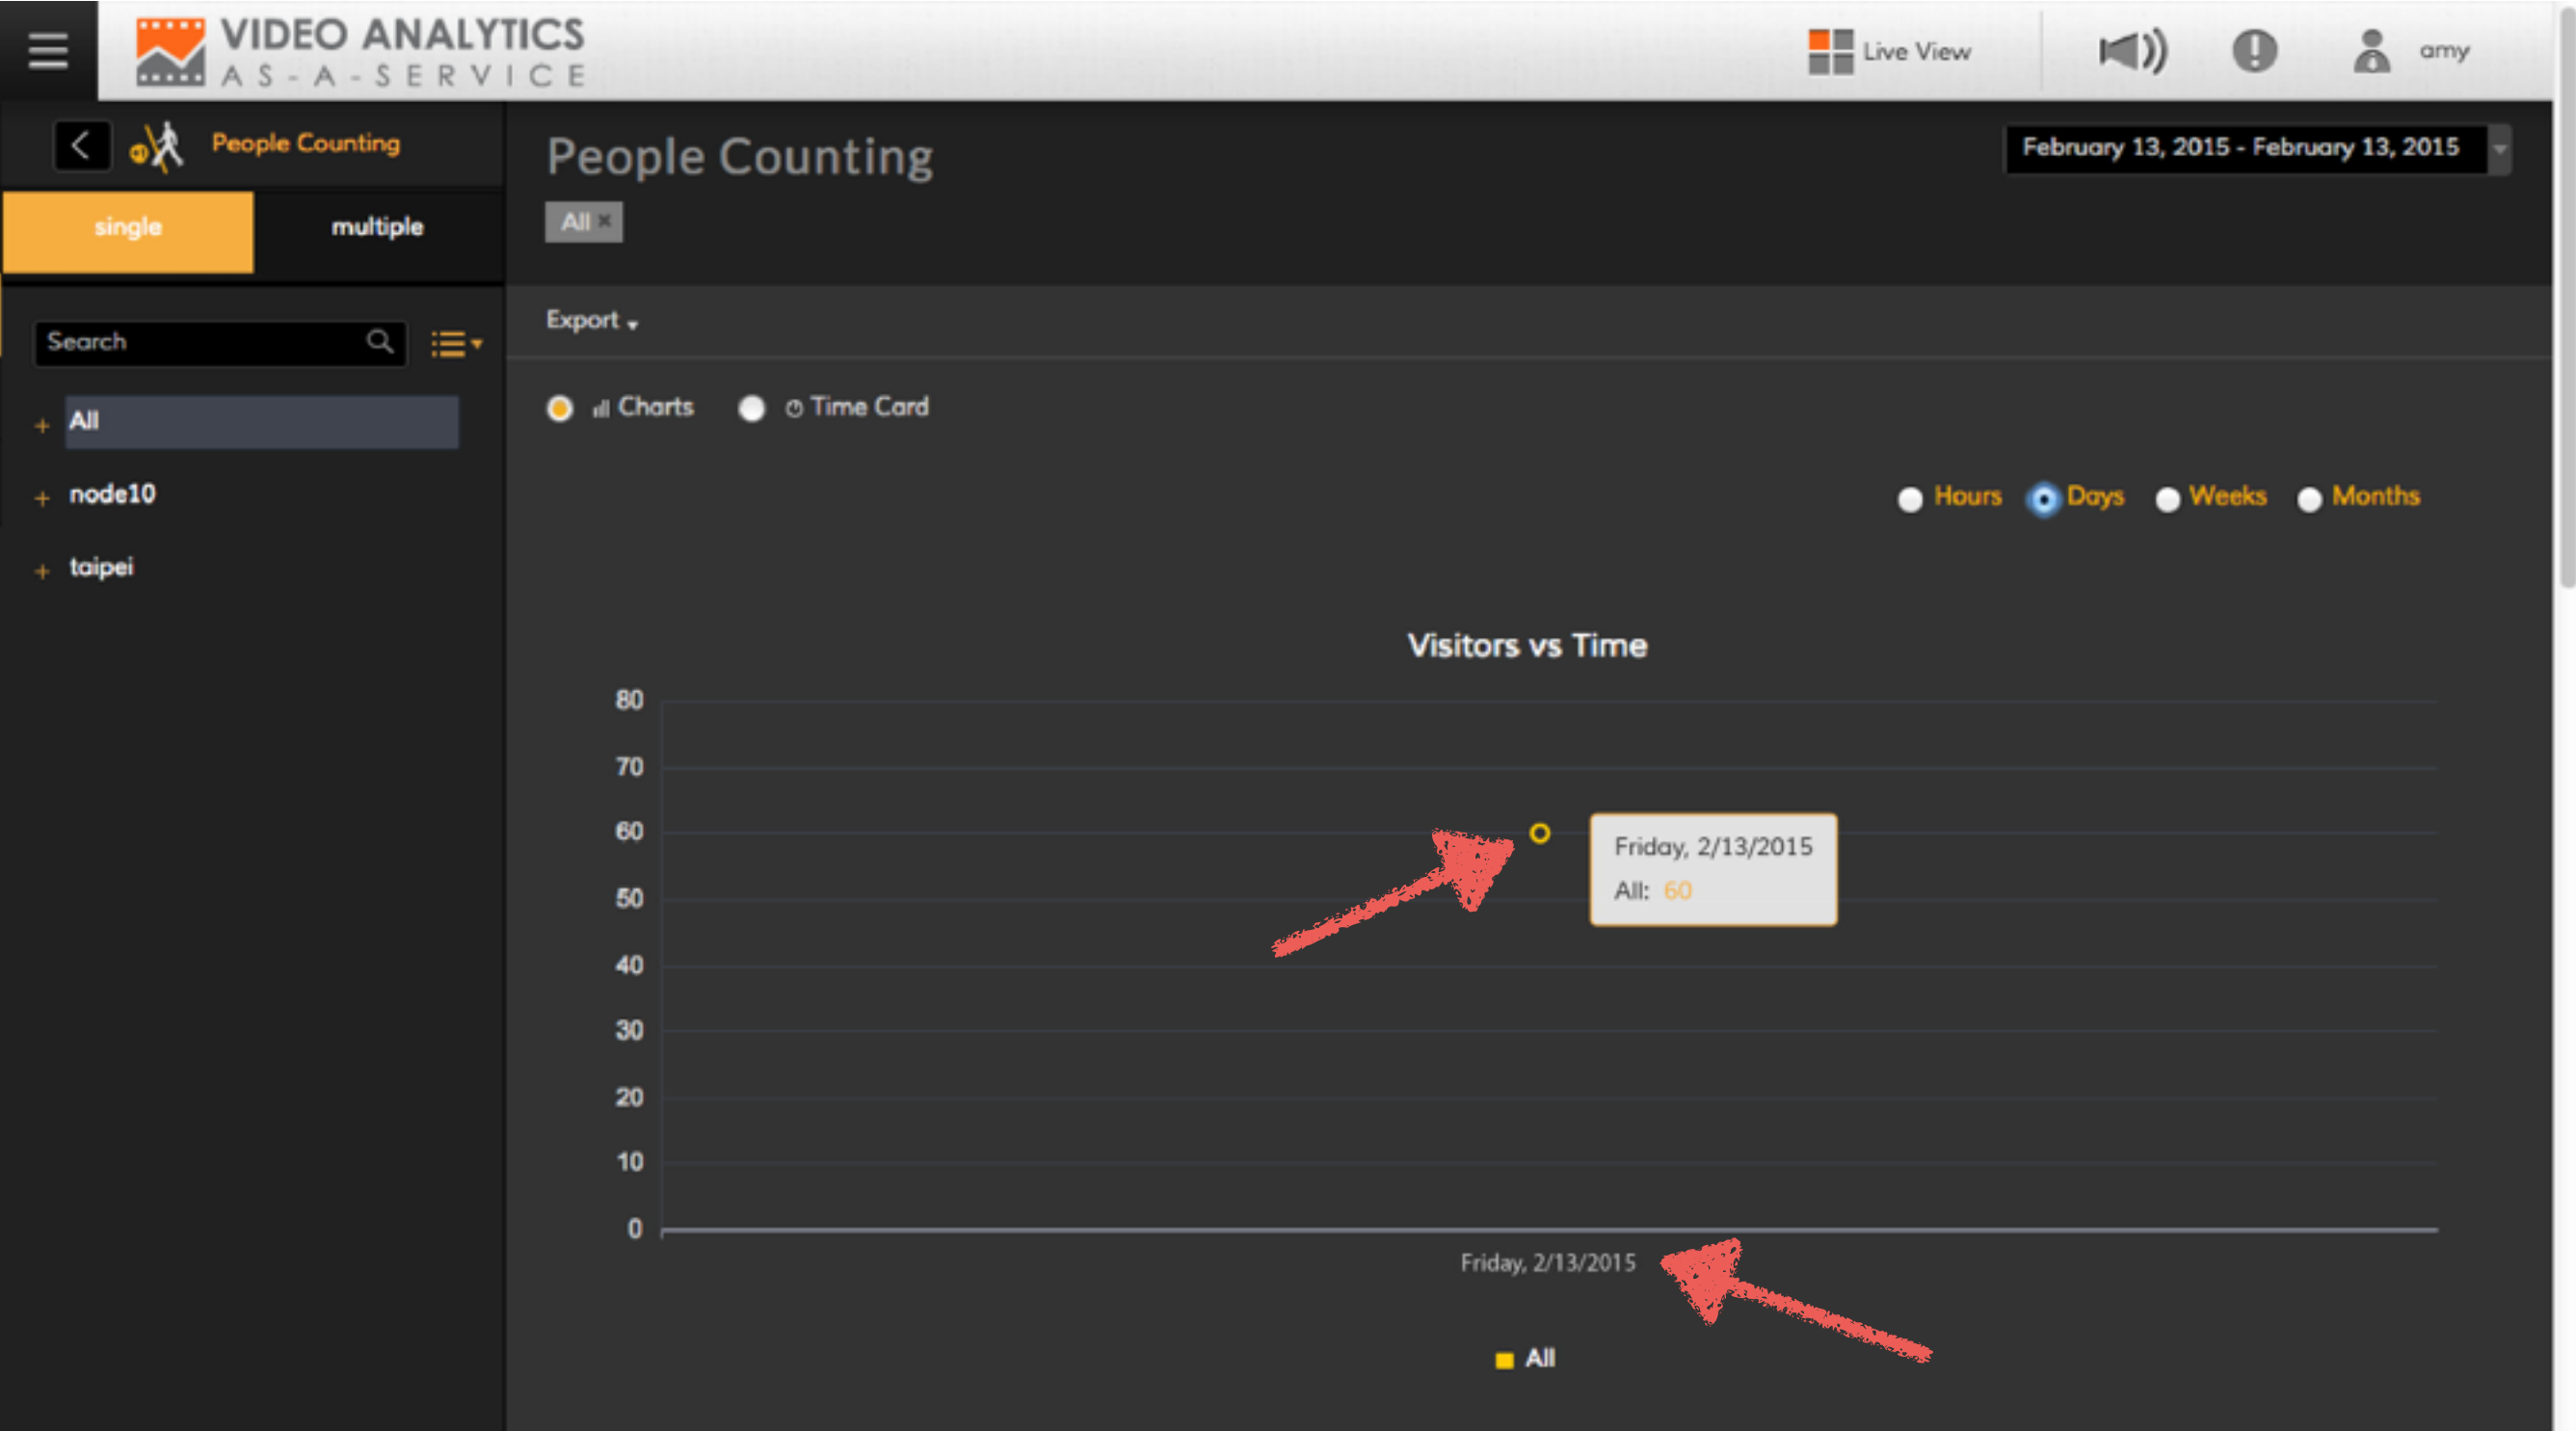 VIDEO ANALYTICS
AS-A-SERVICE
Live View
amy
People Counting
single
multiple
Search
All
node10
taipei
People Counting
February 13, 2015 - February 13, 2015
All
Export
Charts
Time Card
Hours
Days
Weeks
Months
Visitors vs Time
80
70
60
50
40
30
20
10
0
Friday, 2/13/2015
All: 60
Friday, 2/13/2015
All